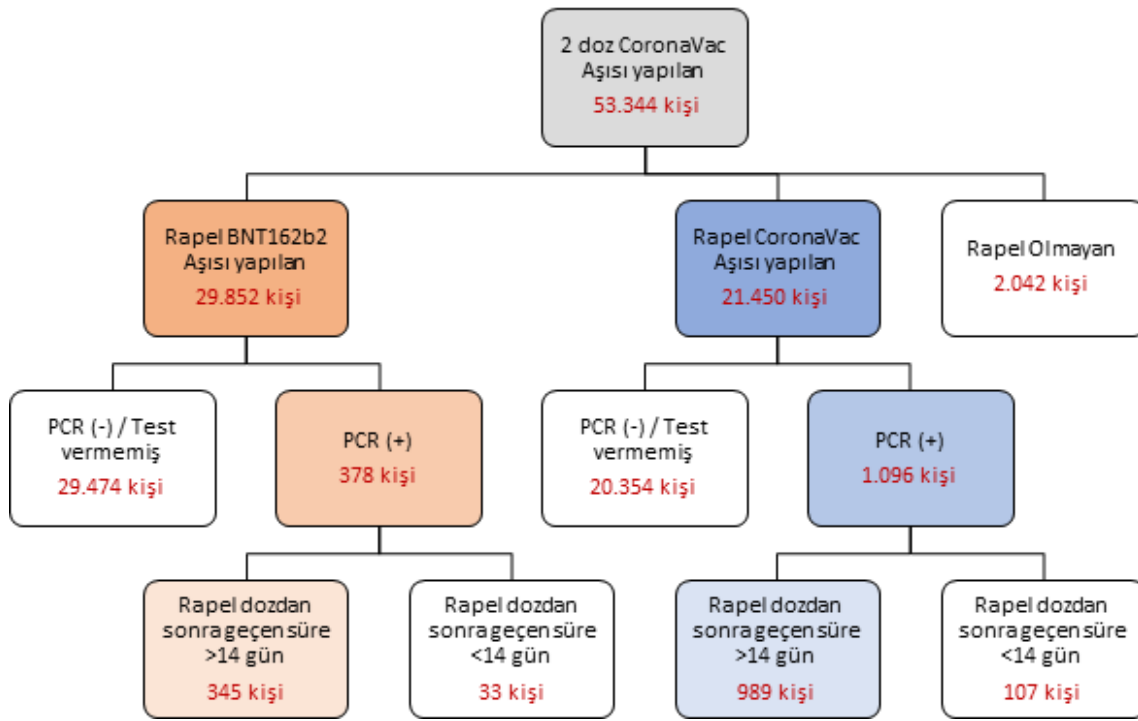 2 doz CoronaVac
Aşısı yapılan
53.344 kişi
Rapel BNT162b2
Aşısı yapılan
29.852 kişi
Rapel CoronaVac
Aşısı yapılan
21.450 kişi
Rapel Olmayan
2.042 kişi
PCR (-) / Test
vermemiş
29.474 kişi
PCR (+)
378 kişi
PCR (-) / Test
vermemiş
20.354 kişi
PCR (+)
1.096 kişi
Rapel dozdan
sonra geçen süre
>14 gün
345 kişi
Rapel dozdan
sonra geçen süre
<14 gün
33 kişi
Rapel dozdan
sonra geçen süre
>14 gün
989 kişi
Rapel dozdan
sonra geçen süre
<14 gün
107 kişi